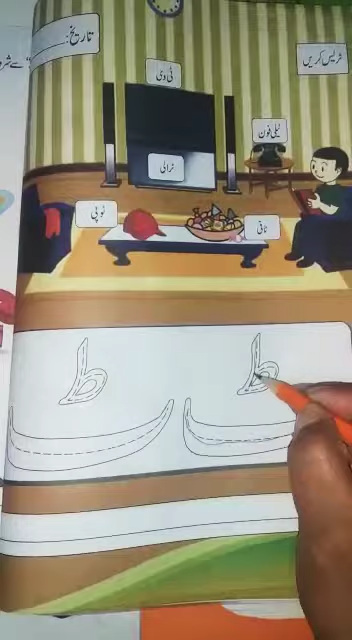 تاریخ:
ٹریس کریں
ٹی وی
ٹیلی فون
ٹرالی
ٹوپی
ٹافی
ٹ ٹ